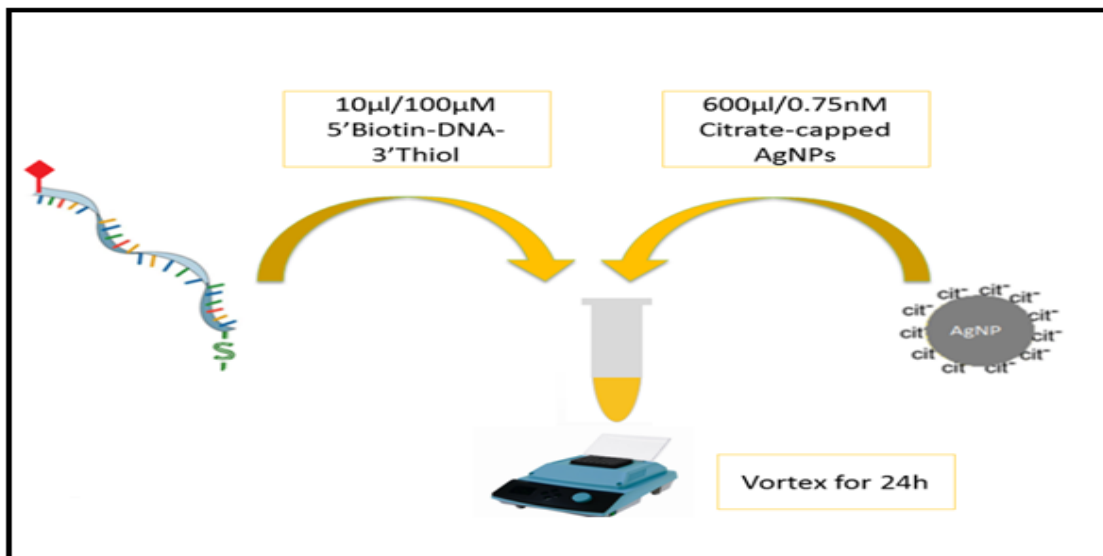 10µl/100µM
5'Biotin-DNA-
3'Thiol
600µl/0.75nM
Citrate-capped
AgNPs
S
cit⁻ cit⁻
cit⁻ cit⁻
cit⁻ cit⁻
cit AgNP cit⁻
cit cit⁻
cit⁻ cit⁻
Vortex for 24h